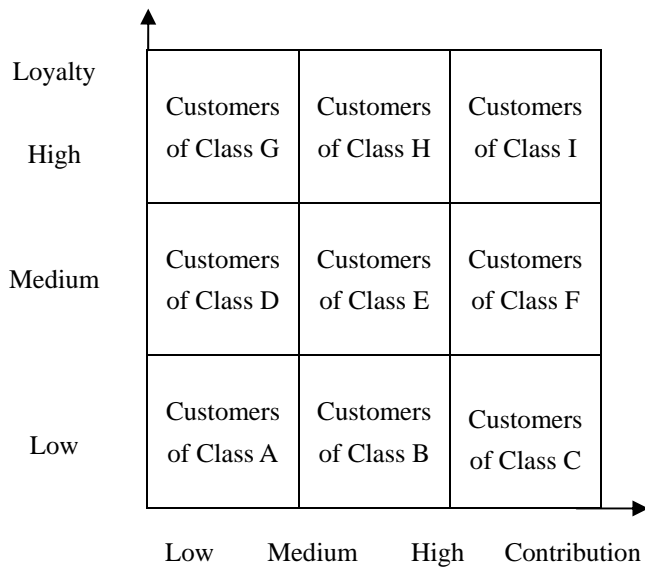 Loyalty
Customers
of Class G
Customers
of Class H
Customers
of Class I
High
Customers
of Class D
Customers
of Class E
Customers
of Class F
Medium
Customers
of Class A
Customers
of Class B
Customers
of Class C
Low
Low Medium High Contribution